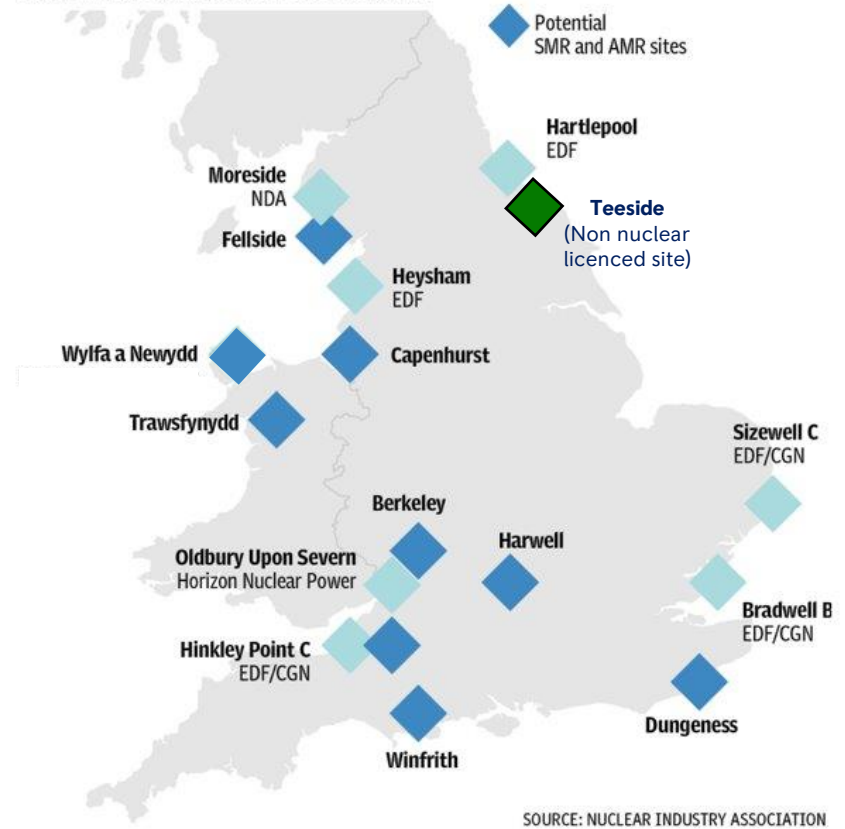 Potential
SMR and AMR sites
Hartlepool
EDF
Moreside
NDA
Teeside
(Non nuclear
licenced site)
Fellside
Heysham
EDF
Wylfa a Newydd
Capenhurst
Trawsfynydd
Sizewell C
EDF/CGN
Berkeley
Harwell
Oldbury Upon Severn
Horizon Nuclear Power
Bradwell B
EDF/CGN
Hinkley Point C
EDF/CGN
Dungeness
Winfrith
SOURCE: NUCLEAR INDUSTRY ASSOCIATION